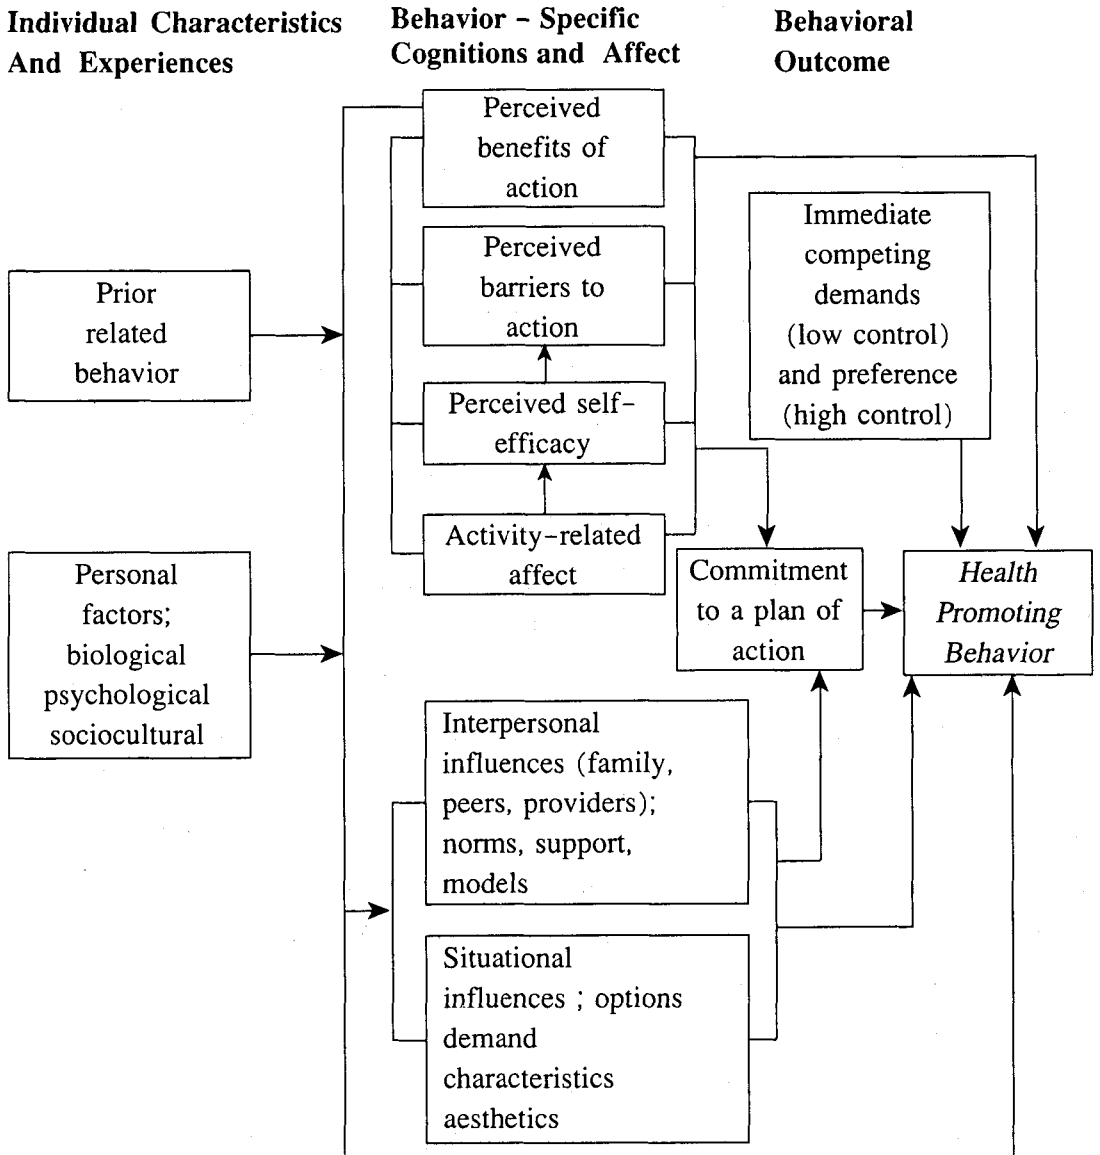 Individual Characteristics
And Experiences
Behavior – Specific
Cognitions and Affect
Behavioral
Outcome
Prior
related
behavior
Personal
factors;
biological
psychological
sociocultural
Perceived
benefits of
action
Perceived
barriers to
action
Perceived self-
efficacy
Activity-related
affect
Interpersonal
influences (family,
peers, providers);
norms, support,
models
Situational
influences ; options
demand
characteristics
aesthetics
Commitment
to a plan of
action
Immediate
competing
demands
(low control)
and preference
(high control)
Health
Promoting
Behavior